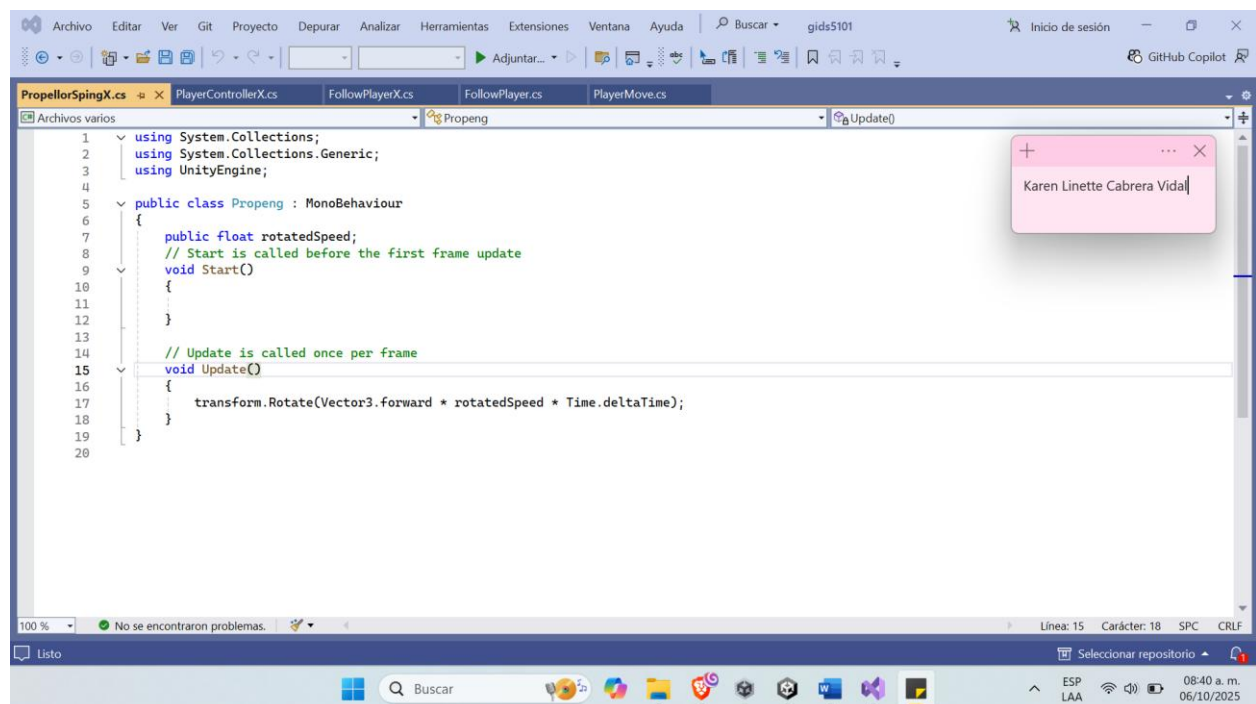 Archivo Editar Ver Git Proyecto Depurar Analizar Herramientas Extensiones Ventana Ayuda Buscar gids5101 Inicio de sesión
Adjuntar... GitHub Copilot
PropellorSpingX.cs PlayerControllerX.cs FollowPlayerX.cs FollowPlayer.cs PlayerMove.cs
Archivos varios Propeng Update()
1 using System.Collections;
2 using System.Collections.Generic;
3 using UnityEngine;
4
5 public class Propeng : MonoBehaviour
6 {
7 public float rotatedSpeed;
8 // Start is called before the first frame update
9 void Start()
10 {
11
12 }
13
14 // Update is called once per frame
15 void Update()
16 {
17 transform.Rotate(Vector3.forward * rotatedSpeed * Time.deltaTime);
18 }
19 }
20
Karen Linette Cabrera Vidal
100 % No se encontraron problemas. Línea: 15 Carácter: 18 SPC CRLF
Listo Seleccionar repositorio 1
Buscar ESP LAA 08:40 a. m. 06/10/2025